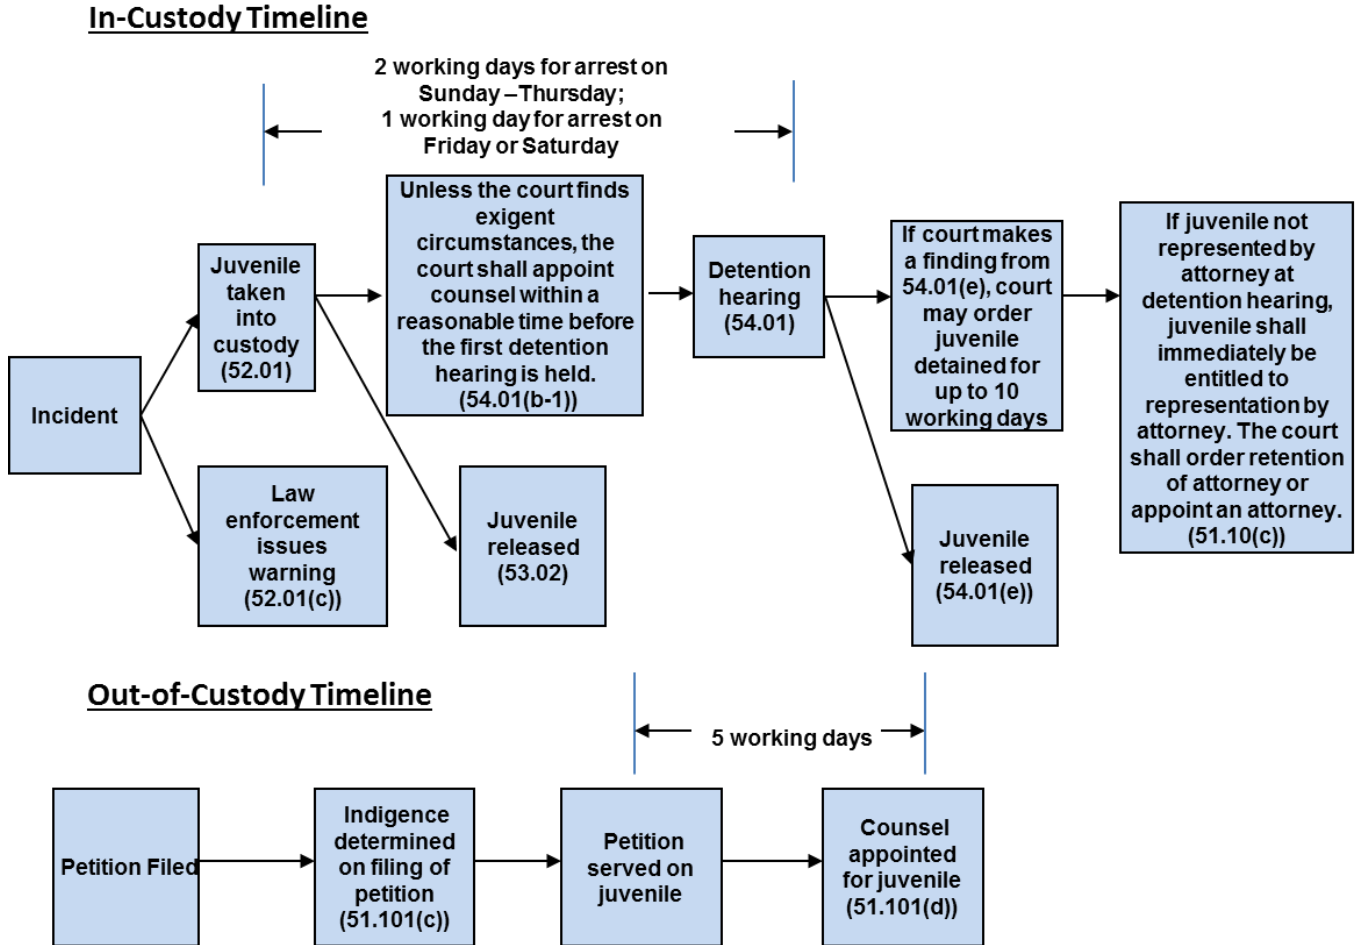 In-Custody Timeline
2 working days for arrest on
Sunday –Thursday;
1 working day for arrest on
Friday or Saturday
Incident
Juvenile
taken
into
custody
(52.01)
Law
enforcement
issues
warning
(52.01(c))
Unless the court finds
exigent
circumstances, the
court shall appoint
counsel within a
reasonable time before
the first detention
hearing is held.
(54.01(b-1))
Juvenile
released
(53.02)
Detention
hearing
(54.01)
If court makes
a finding from
54.01(e), court
may order
juvenile
detained for
up to 10
working days
Juvenile
released
(54.01(e))
If juvenile not
represented by
attorney at
detention hearing,
juvenile shall
immediately be
entitled to
representation by
attorney. The court
shall order retention
of attorney or
appoint an attorney.
(51.10(c))
Out-of-Custody Timeline
5 working days
Petition Filed
Indigence
determined
on filing of
petition
(51.101(c))
Petition
served on
juvenile
Counsel
appointed
for juvenile
(51.101(d))